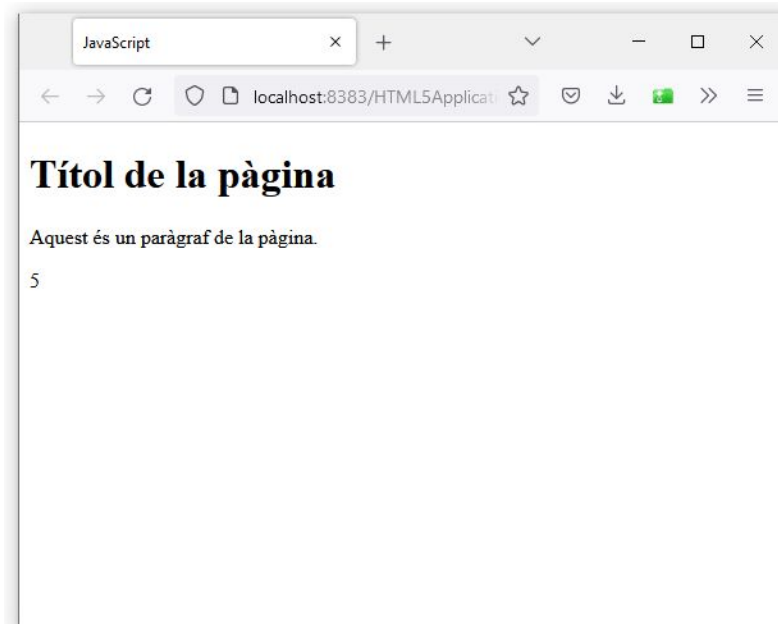 JavaScript
localhost:8383/HTML5Applicati
Títol de la pàgina
Aquest és un paràgraf de la pàgina.
5